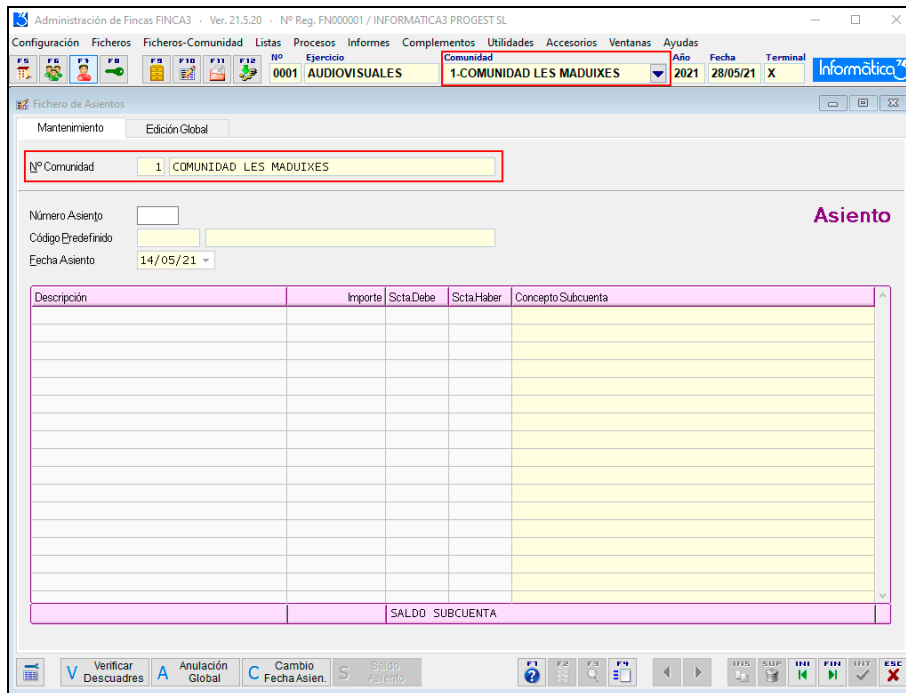 Administración de Fincas FINCA3 - Ver. 21.5.20 - Nº Reg. FN000001 / INFORMATICA3 PROGEST SL
Configuración Ficheros Ficheros-Comunidad Listas Procesos Informes Complementos Utilidades Accesorios Ventanas Ayudas
F5 F6 F7 F8 F9 F10 F11 F12 Nº Ejercicio Comunidad Año Fecha Terminal
0001 AUDIOVISUALES 1-COMUNIDAD LES MADUIXES 2021 28/05/21 X Informàtica3
Fichero de Asientos
Mantenimiento Edición Global
Nº Comunidad 1 COMUNIDAD LES MADUIXES
Número Asiento Asiento
Código Predefinido
Fecha Asiento 14/05/21
Descripción Importe Scta.Debe Scta.Haber Concepto Subcuenta
SALDO SUBCUENTA
V Verificar Descuadres A Anulación Global C Cambio Fecha Asien. S Saldo Asiento F1 F2 F3 F4 INS SUP INI FIN INT ESC